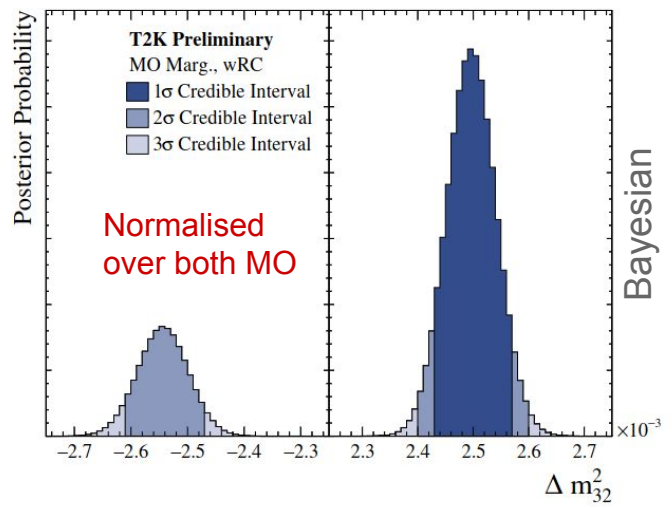 T2K Preliminary
MO Marg., wRC
1σ Credible Interval
2σ Credible Interval
3σ Credible Interval
Normalised
over both MO
Posterior Probability
Bayesian
−2.7 −2.6 −2.5 −2.4 −2.3 2.3 2.4 2.5 2.6 2.7
×10⁻³
Δ m²₃₂